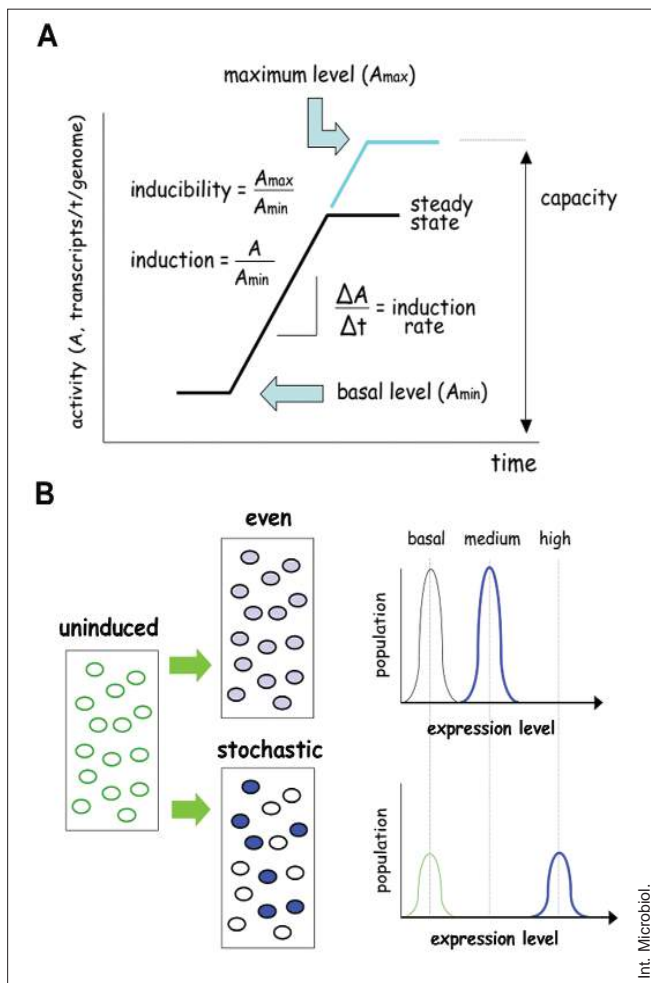 A
maximum level (Amax)
inducibility = Amax
Amin
induction = A
Amin
steady
state
capacity
ΔA
Δt
= induction
rate
basal level (Amin)
activity (A, transcripts/t/genome)
time
B
even
uninduced
stochastic
basal medium high
population
expression level
population
expression level
Int. Microbiol.